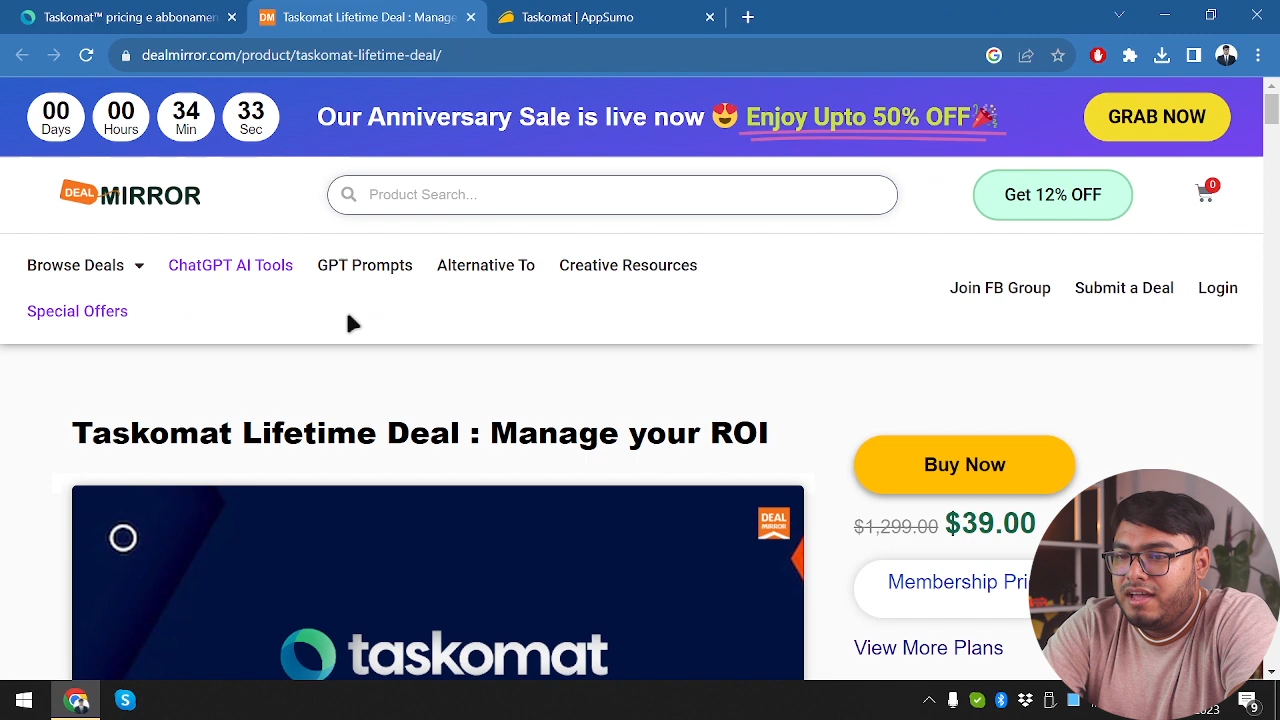 Taskomat™ pricing e abbonamen
Taskomat Lifetime Deal : Manage
Taskomat | AppSumo
dealmirror.com/product/taskomat-lifetime-deal/
00 00 34 33
Days Hours Min Sec
Our Anniversary Sale is live now 😍 Enjoy Upto 50% OFF🎉
GRAB NOW
DEAL MIRROR
Product Search...
Get 12% OFF
0
Browse Deals ChatGPT AI Tools GPT Prompts Alternative To Creative Resources
Special Offers
Join FB Group Submit a Deal Login
Taskomat Lifetime Deal : Manage your ROI
Buy Now
$1,299.00 $39.00
Membership
View More Plans
DEAL
MIRROR
taskomat
2023
9